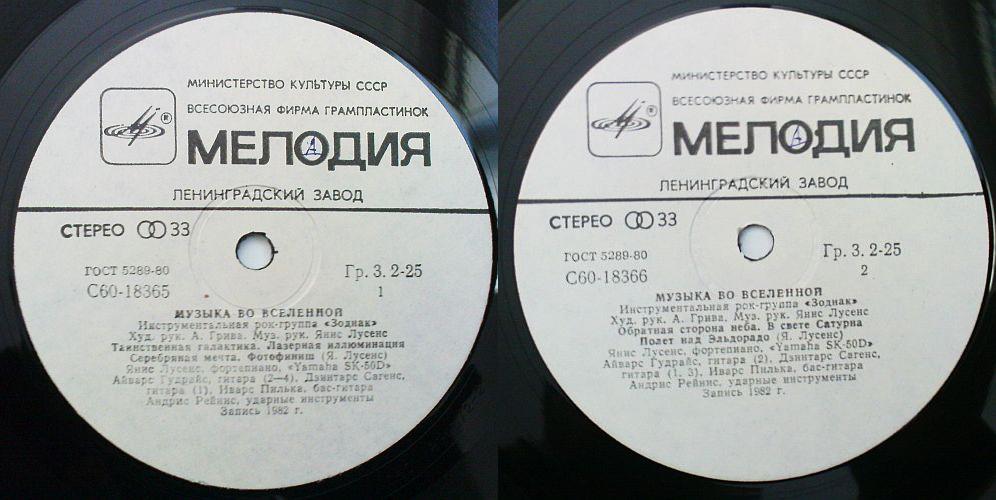 МИНИСТЕРСТВО КУЛЬТУРЫ СССР
ВСЕСОЮЗНАЯ ФИРМА ГРАМПЛАСТИНОК
®
МЕЛОДИЯ
ЛЕНИНГРАДСКИЙ ЗАВОД
СТЕРЕО 33
ГОСТ 5289-80
Гр. 3. 2-25
С60-18365
1
МУЗЫКА ВО ВСЕЛЕННОЙ
Инструментальная рок-группа «Зодиак»
Худ. рук. А. Грива. Муз. рук. Янис Лусенс
Таинственная галактика. Лазерная иллюминация
Серебряная мечта. Фотофиниш (Я. Лусенс)
Янис Лусенс, фортепиано, «Yamaha SK-50D»
Айварс Гудрайс, гитара (2—4), Дзинтарс Сагенс,
гитара (1), Иварс Пилька, бас-гитара
Андрис Рейнис, ударные инструменты
Запись 1982 г.
МИНИСТЕРСТВО КУЛЬТУРЫ СССР
ВСЕСОЮЗНАЯ ФИРМА ГРАМПЛАСТИНОК
®
МЕЛОДИЯ
ЛЕНИНГРАДСКИЙ ЗАВОД
СТЕРЕО 33
ГОСТ 5289-80
Гр. 3. 2-25
С60-18366
2
МУЗЫКА ВО ВСЕЛЕННОЙ
Инструментальная рок-группа «Зодиак»
Худ. рук. А. Грива. Муз. рук. Янис Лусенс
Обратная сторона неба. В свете Сатурна
Полет над Эльдорадо (Я. Лусенс)
Янис Лусенс, фортепиано, «Yamaha SK-50D»
Айварс Гудрайс, гитара (2), Дзинтарс Сагенс,
гитара (1, 3), Иварс Пилька, бас-гитара
Андрис Рейнис, ударные инструменты
Запись 1982 г.